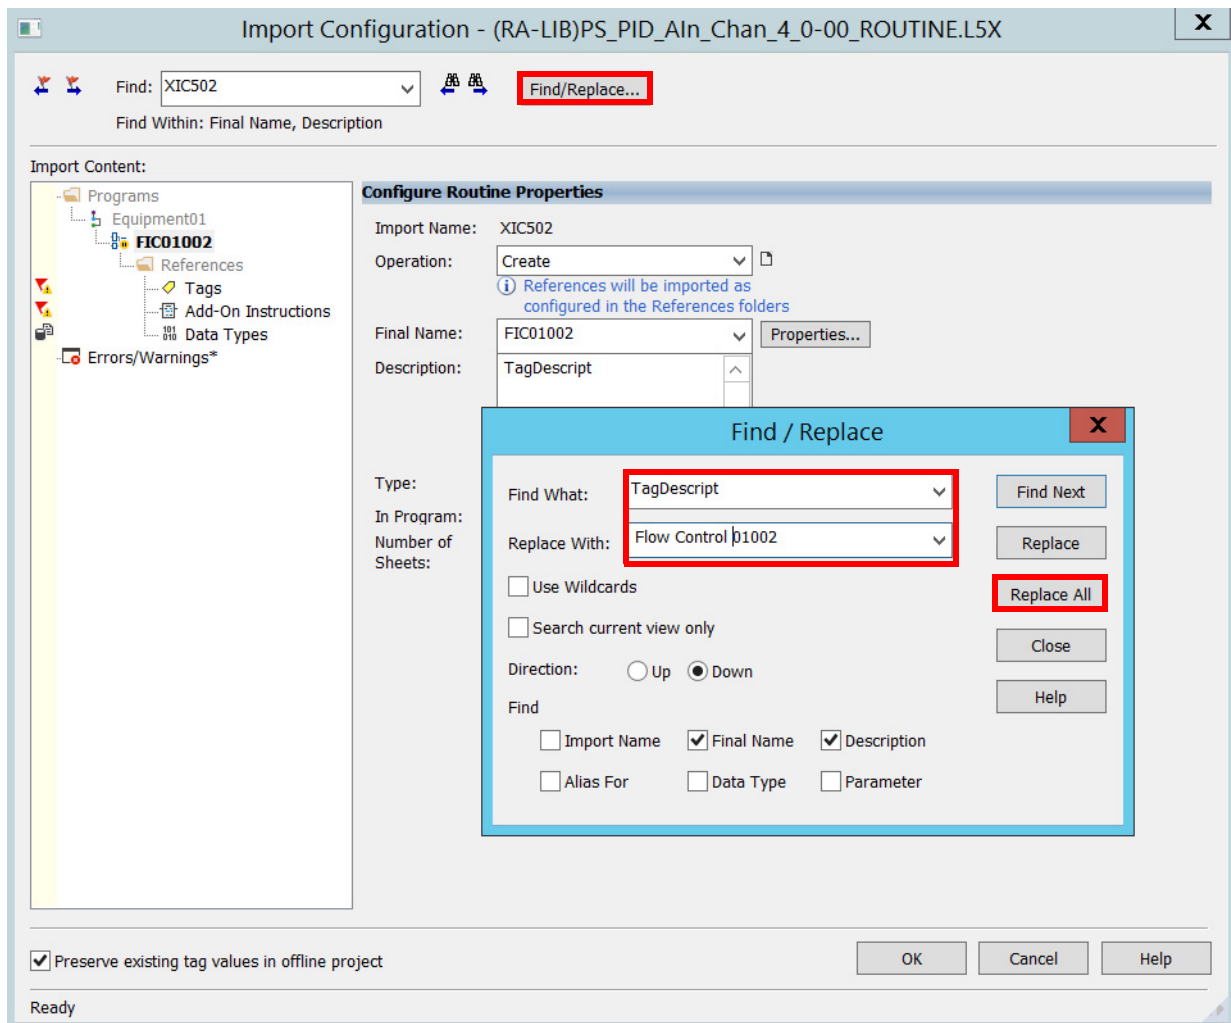 Import Configuration - (RA-LIB)PS_PID_AIn_Chan_4_0-00_ROUTINE.L5X
X
Find: XIC502 Find/Replace...
Find Within: Final Name, Description
Import Content:
Programs
Equipment01
FIC01002
References
Tags
Add-On Instructions
Data Types
Errors/Warnings*
Configure Routine Properties
Import Name: XIC502
Operation: Create
References will be imported as
configured in the References folders
Final Name: FIC01002 Properties...
Description: TagDescript
Type:
In Program:
Number of
Sheets:
Find / Replace
X
Find What: TagDescript Find Next
Replace With: Flow Control 01002 Replace
Use Wildcards Replace All
Search current view only
Close
Direction: Up Down
Help
Find
Import Name Final Name Description
Alias For Data Type Parameter
Preserve existing tag values in offline project OK Cancel Help
Ready